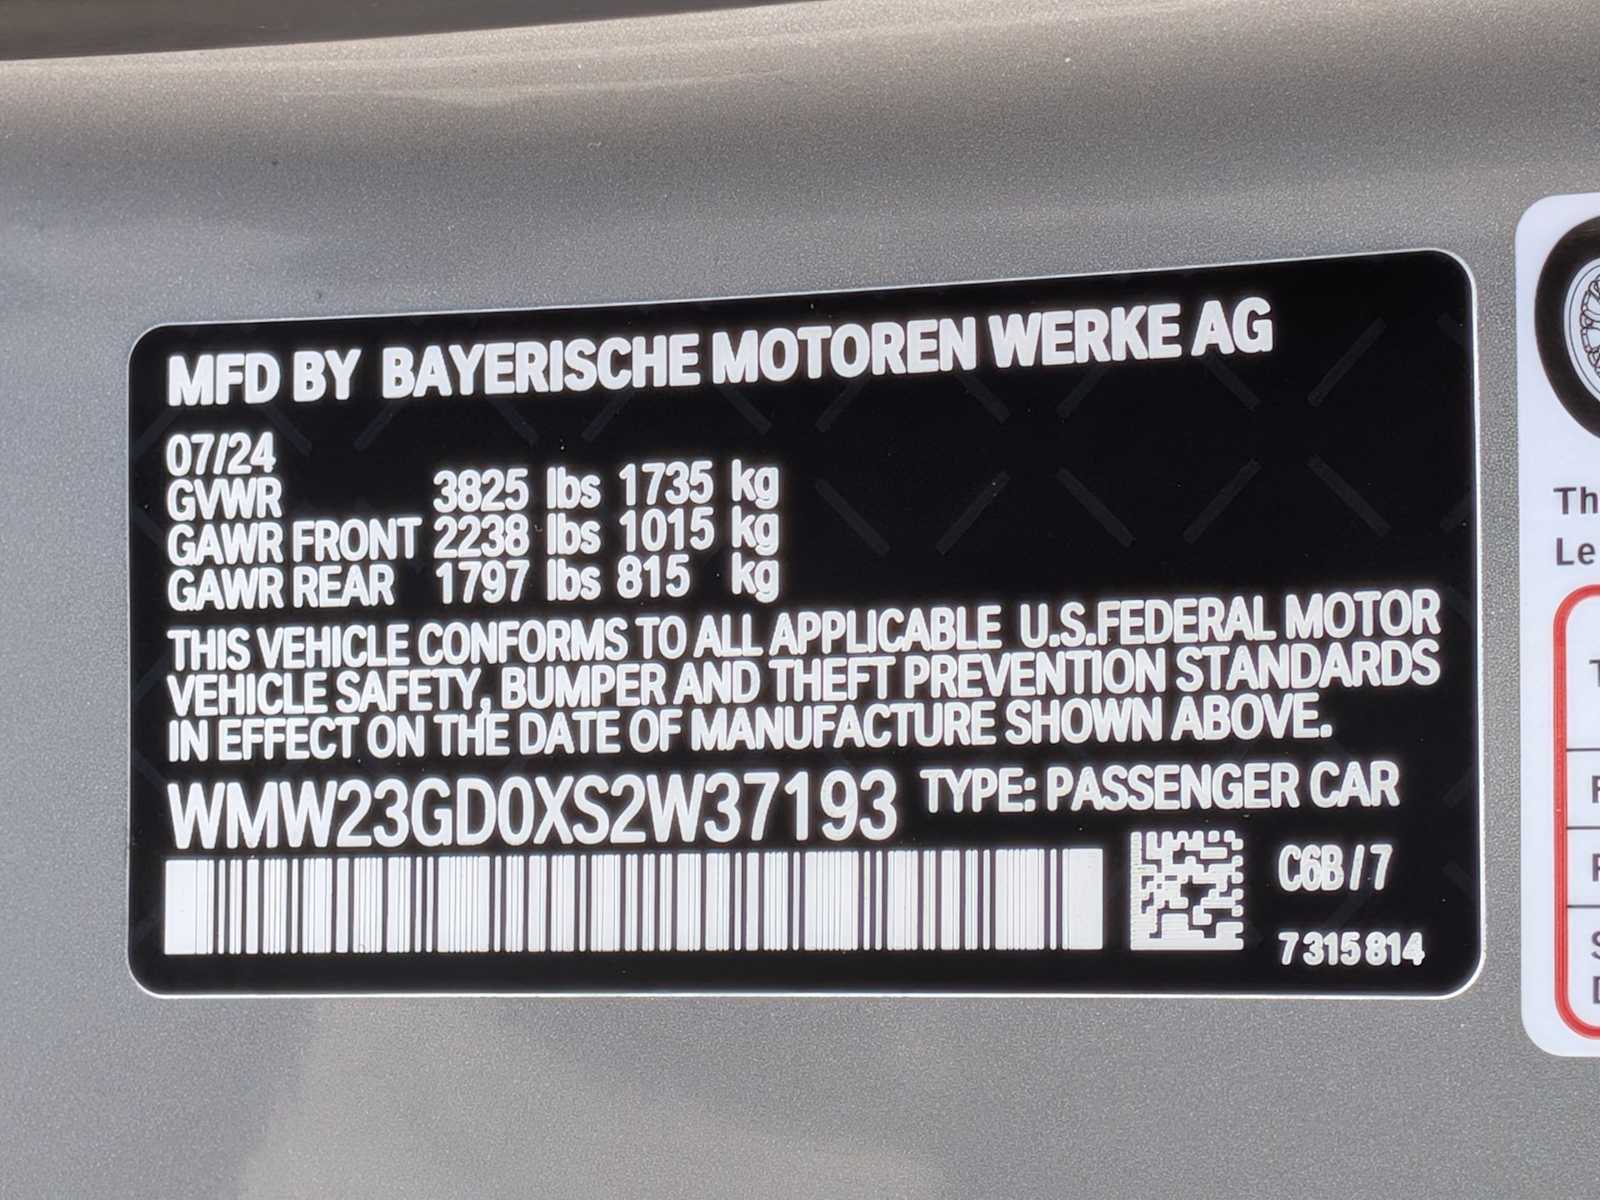 MFD BY BAYERISCHE MOTOREN WERKE AG
07/24
GVWR 3825 lbs 1735 kg
GAWR FRONT 2238 lbs 1015 kg
GAWR REAR 1797 lbs 815 kg
THIS VEHICLE CONFORMS TO ALL APPLICABLE U.S.FEDERAL MOTOR
VEHICLE SAFETY, BUMPER AND THEFT PREVENTION STANDARDS
IN EFFECT ON THE DATE OF MANUFACTURE SHOWN ABOVE.
WMW23GD0XS2W37193 TYPE: PASSENGER CAR
C6B / 7
7 315 814
Th
Le